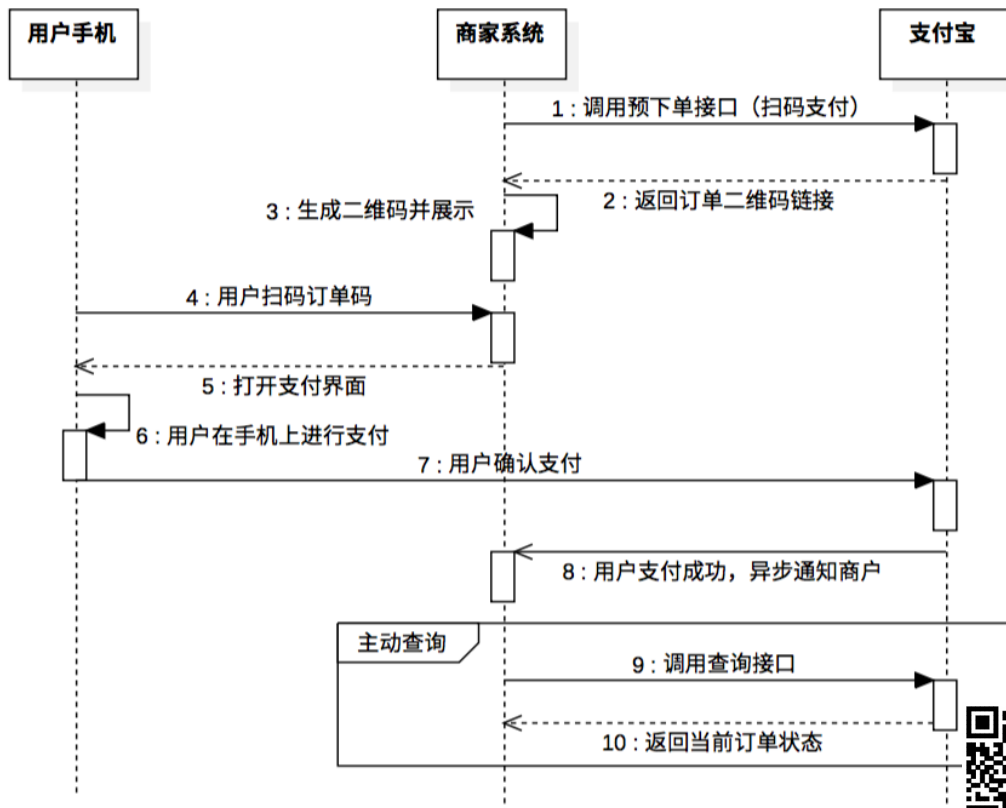 用户手机
商家系统
支付宝
1 : 调用预下单接口（扫码支付）
2 : 返回订单二维码链接
3 : 生成二维码并展示
4 : 用户扫码订单码
5 : 打开支付界面
6 : 用户在手机上进行支付
7 : 用户确认支付
8 : 用户支付成功，异步通知商户
主动查询
9 : 调用查询接口
10 : 返回当前订单状态